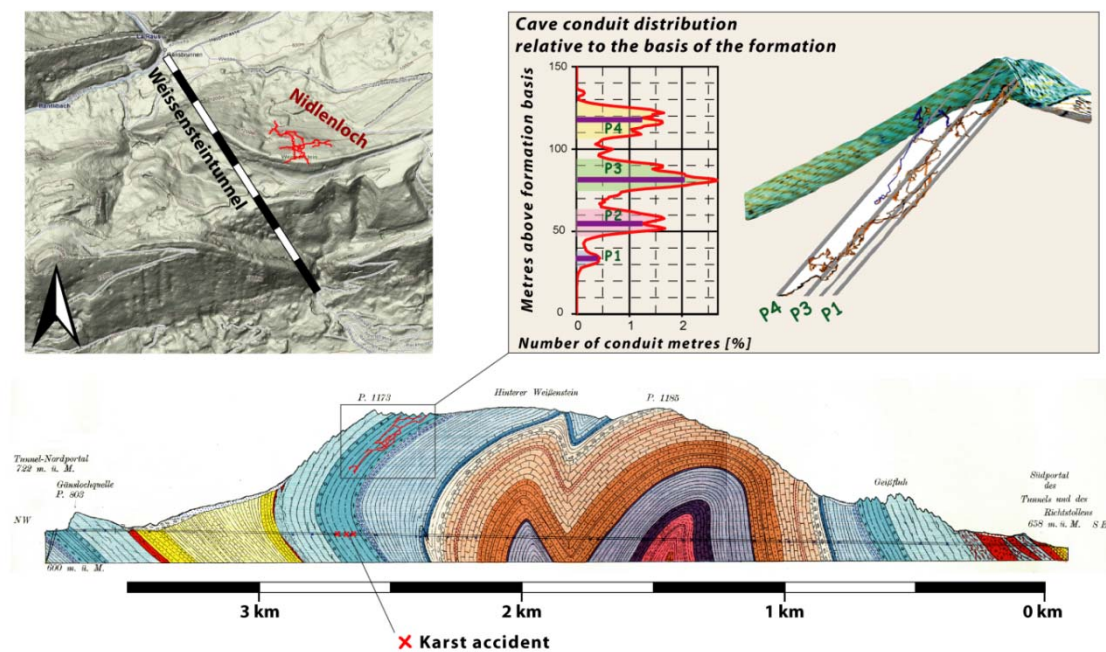 Weissensteintunnel
Nidlenloch
Cave conduit distribution
relative to the basis of the formation
Metres above formation basis
150
100
50
0
P4
P3
P2
P1
0
1
2
Number of conduit metres [%]
P4
P3
P1
P. 1173
Hinterer Weißenstein
P. 1185
Tunnel-Nordportal
722 m. ü. M.
Gänslochquelle
P. 803
NW
600 m. ü. M.
Geißfluh
Südportal
des
Tunnels und des
Richtstollens
658 m. ü. M.
S E
3 km
2 km
1 km
0 km
Karst accident